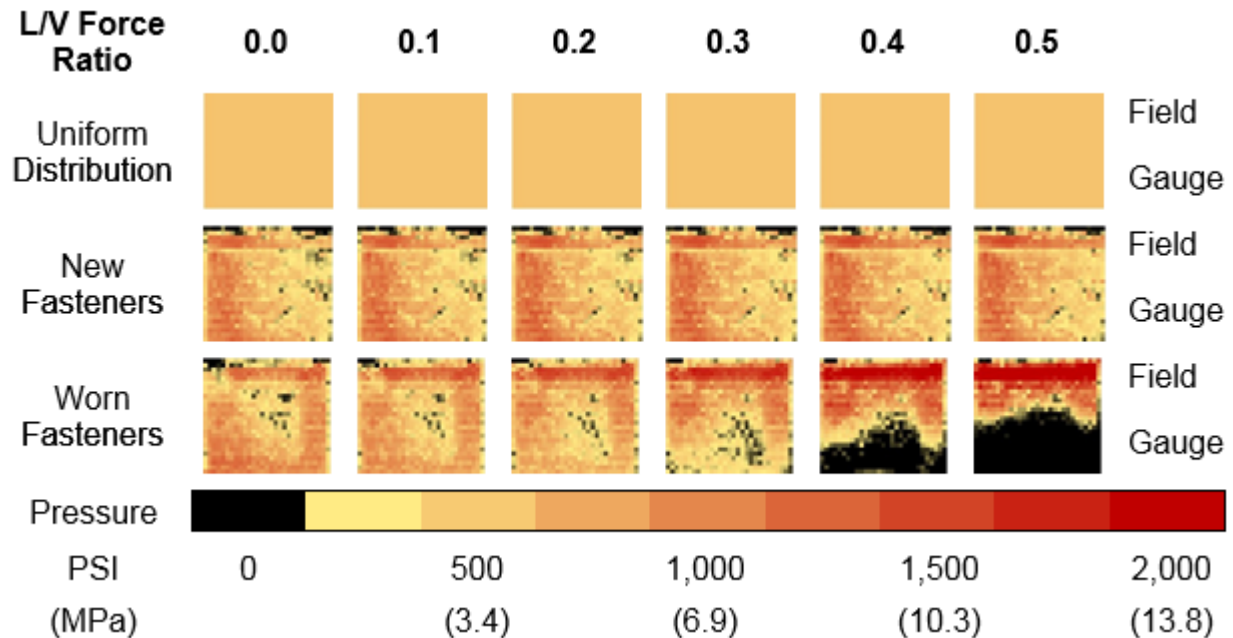 L/V Force
Ratio
0.0 0.1 0.2 0.3 0.4 0.5
Uniform
Distribution
Field
Gauge
New
Fasteners
Field
Gauge
Worn
Fasteners
Field
Gauge
Pressure
PSI 0 500 1,000 1,500 2,000
(MPa) (3.4) (6.9) (10.3) (13.8)